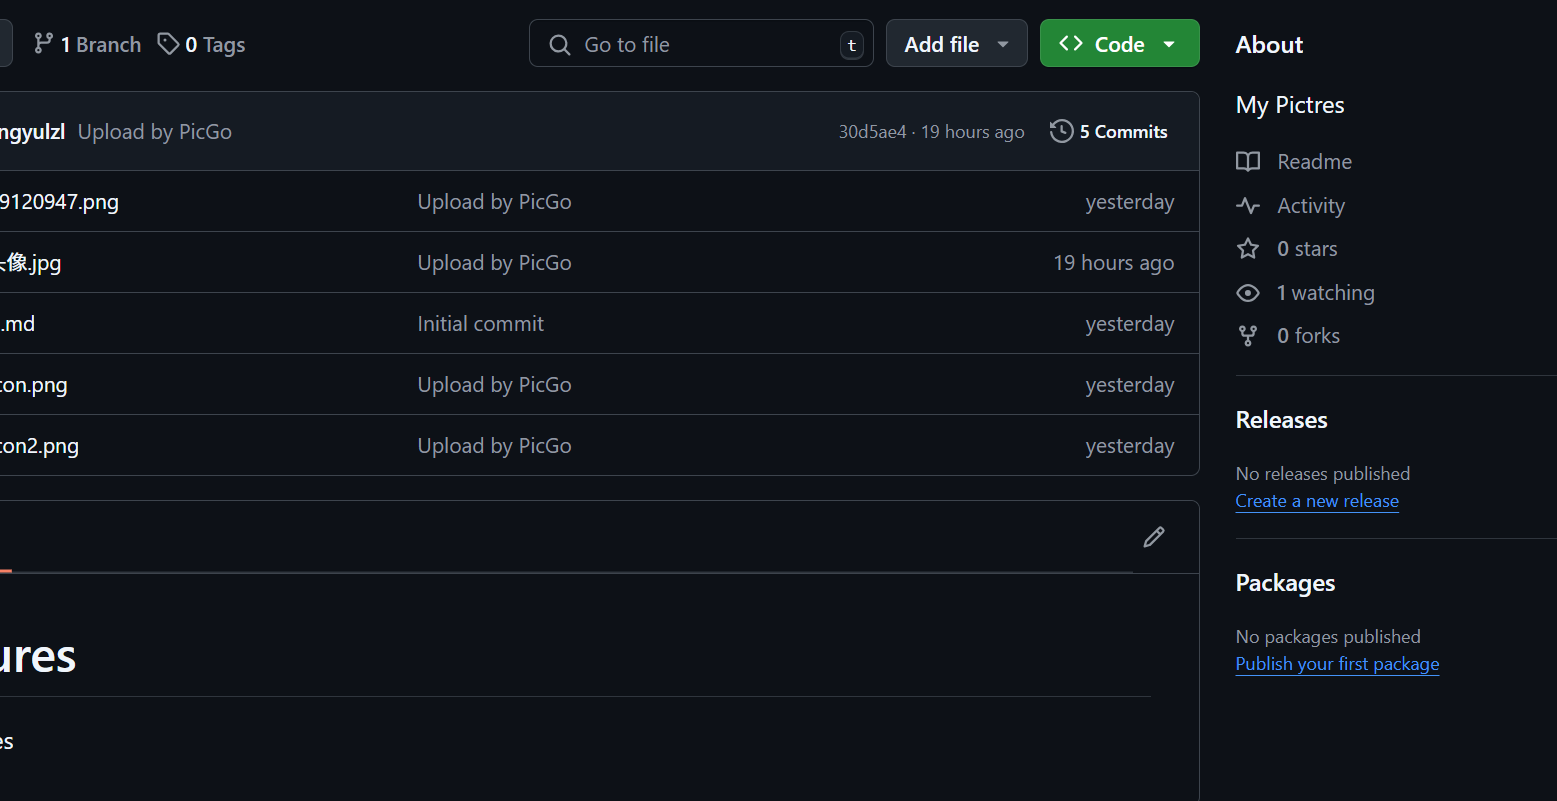 1 Branch 0 Tags Go to file t Add file Code
ngyulzl Upload by PicGo 30d5ae4 · 19 hours ago 5 Commits
9120947.png Upload by PicGo yesterday
像.jpg Upload by PicGo 19 hours ago
.md Initial commit yesterday
con.png Upload by PicGo yesterday
con2.png Upload by PicGo yesterday
ures
es
About
My Pictres
Readme
Activity
0 stars
1 watching
0 forks
Releases
No releases published
Create a new release
Packages
No packages published
Publish your first package